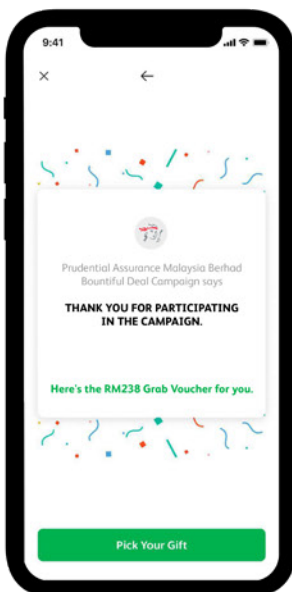 9:41
Prudential Assurance Malaysia Berhad
Bountiful Deal Campaign says
THANK YOU FOR PARTICIPATING
IN THE CAMPAIGN.
Here's the RM238 Grab Voucher for you.
Pick Your Gift